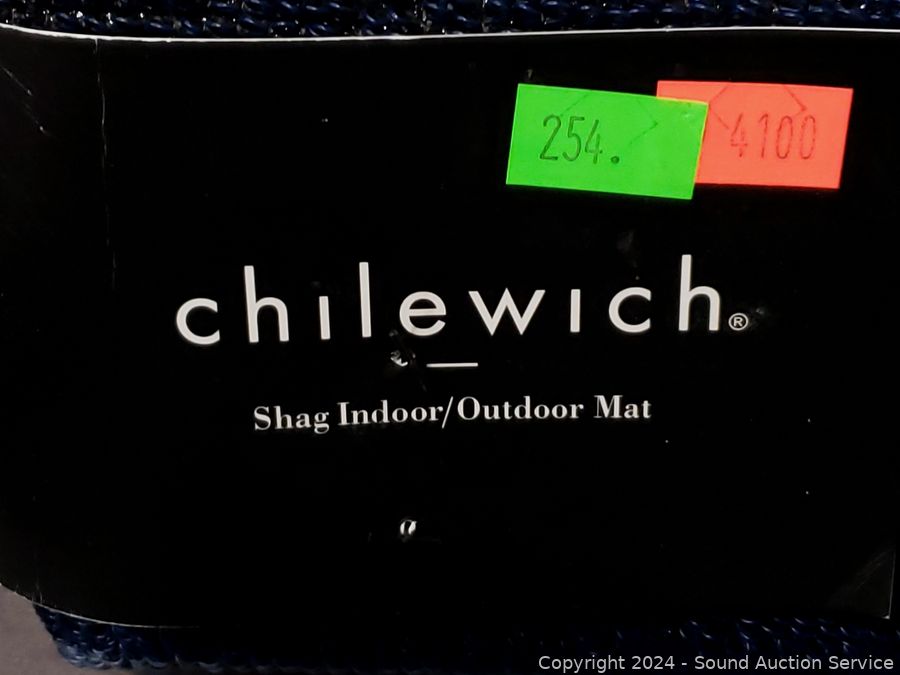 254.
4100
chilewich®
Shag Indoor/Outdoor Mat
Copyright 2024 - Sound Auction Service